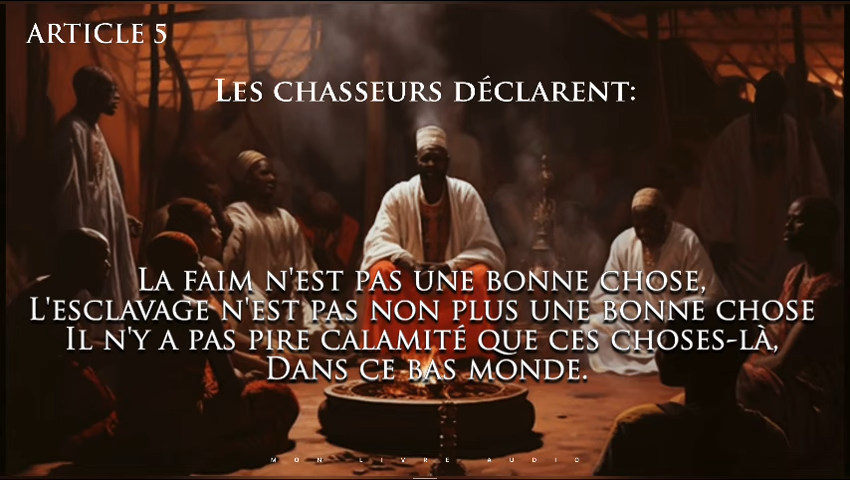 ARTICLE 5
LES CHASSEURS DÉCLARENT:
LA FAIM N'EST PAS UNE BONNE CHOSE,
L'ESCLAVAGE N'EST PAS NON PLUS UNE BONNE CHOSE
IL N'Y A PAS PIRE CALAMITÉ QUE CES CHOSES-LÀ,
DANS CE BAS MONDE.
MON LIVRE AUDIO